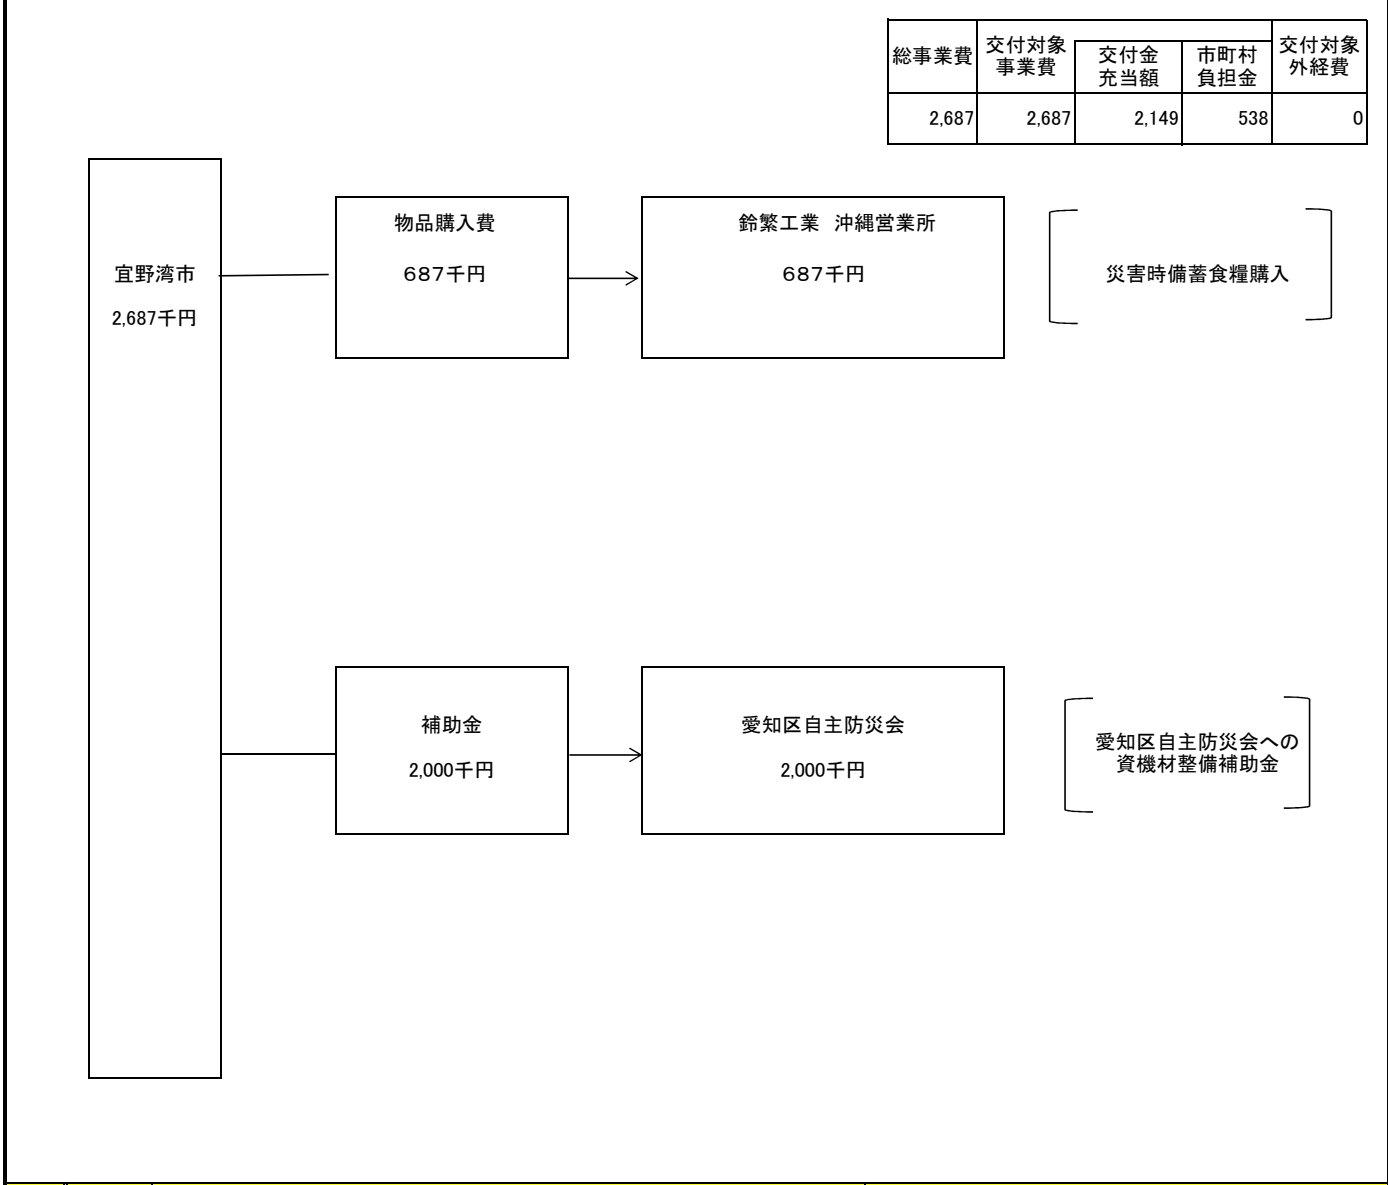 総事業費
交付対象
事業費
交付金
充当額
市町村
負担金
交付対象
外経費
2,687
2,687
2,149
538
0
宜野湾市
2,687千円
物品購入費
６８７千円
鈴繁工業　沖縄営業所
６８７千円
災害時備蓄食糧購入
補助金
2,000千円
愛知区自主防災会
2,000千円
愛知区自主防災会への
資機材整備補助金